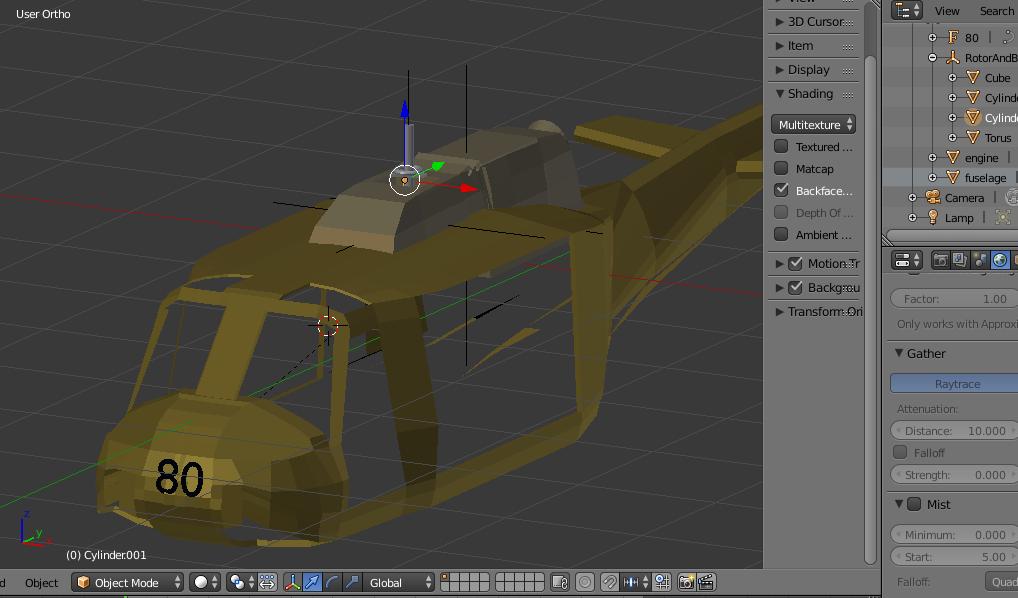 User Ortho
View
3D Cursor
Item
Display
Shading
Multitexture
Textured ...
Matcap
Backface...
Depth Of ...
Ambient ...
Motion Tr
Backgrou
Transform Ori
View Search
80
RotorAndB
Cube
Cylinde
Cylinde
Torus
engine
fuselage
Camera
Lamp
Factor: 1.00
Only works with Approxi
Gather
Raytrace
Attenuation:
Distance: 10.000
Falloff
Strength: 0.000
Mist
Minimum: 0.000
Start: 5.00
Falloff: Quad
80
z
y
x
(0) Cylinder.001
d Object Object Mode Global